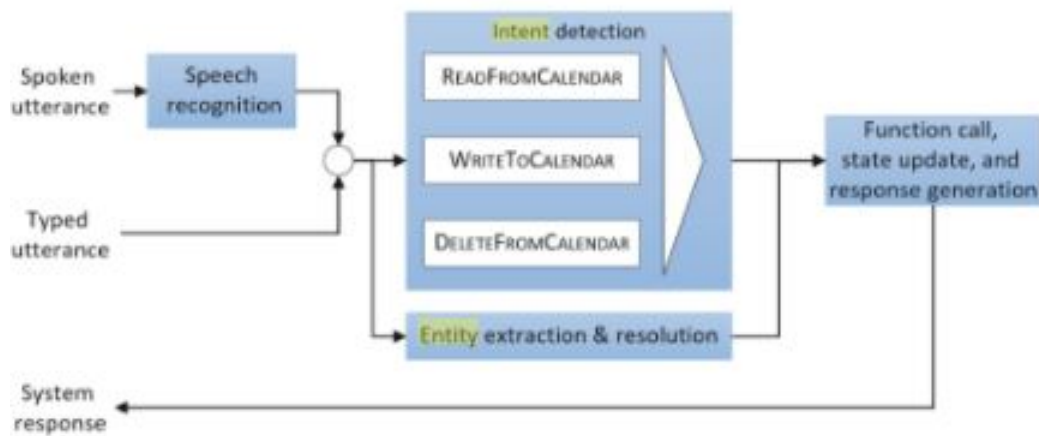 Spoken
utterance
Speech
recognition
Typed
utterance
Intent detection
READFROMCALENDAR
WRITETOCALENDAR
DELETEFROMCALENDAR
Entity extraction & resolution
Function call,
state update, and
response generation
System
response